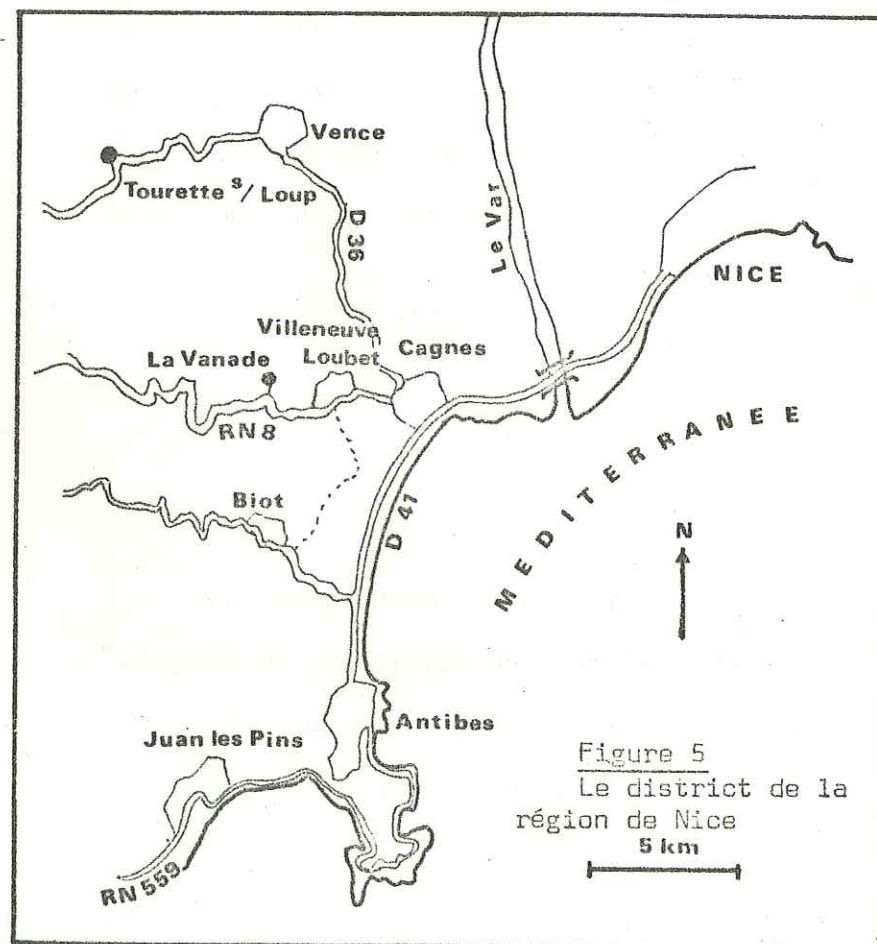 Vence
Tourette s/ Loup
D 36
Le Var
NICE
Villeneuve
Loubet
Cagnes
La Vanade
RN 8
Biot
D 41
MEDITERRANEE
N
Antibes
Juan les Pins
RN 559
Figure 5
Le district de la
région de Nice
5 km